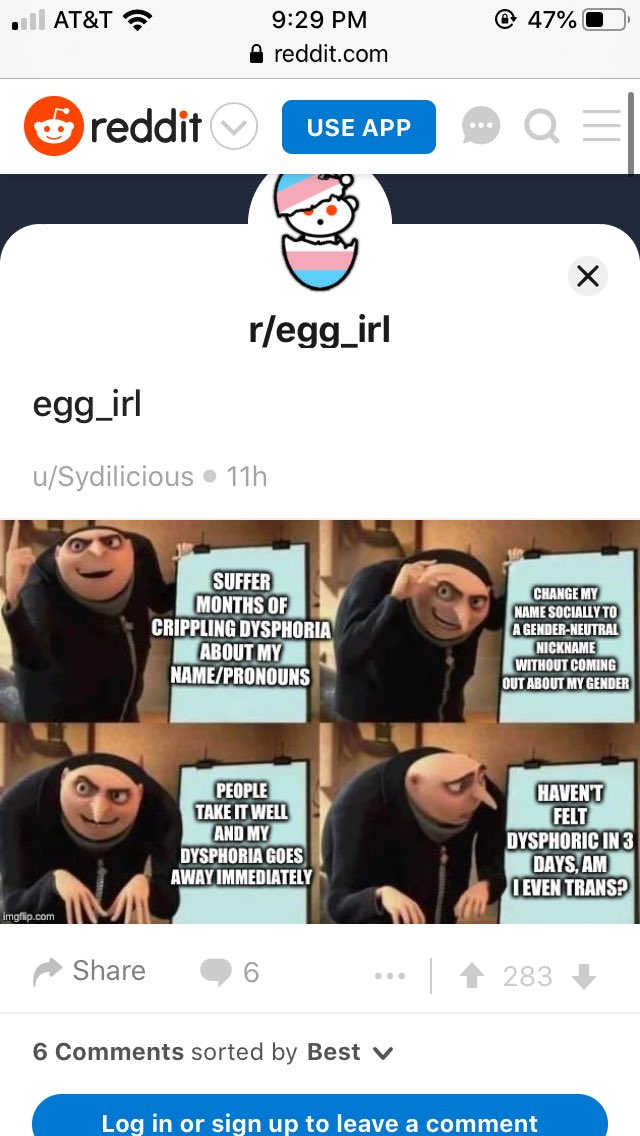 AT&T 9:29 PM 47%
reddit.com
reddit USE APP
r/egg_irl
egg_irl
u/Sydilicious • 11h
SUFFER
MONTHS OF
CRIPPLING DYSPHORIA
ABOUT MY
NAME/PRONOUNS
CHANGE MY
NAME SOCIALLY TO
A GENDER-NEUTRAL
NICKNAME
WITHOUT COMING
OUT ABOUT MY GENDER
PEOPLE
TAKE IT WELL
AND MY
DYSPHORIA GOES
AWAY IMMEDIATELY
HAVEN'T
FELT
DYSPHORIC IN 3
DAYS, AM
I EVEN TRANS?
imgflip.com
Share 6 283
6 Comments sorted by Best
Log in or sign up to leave a comment